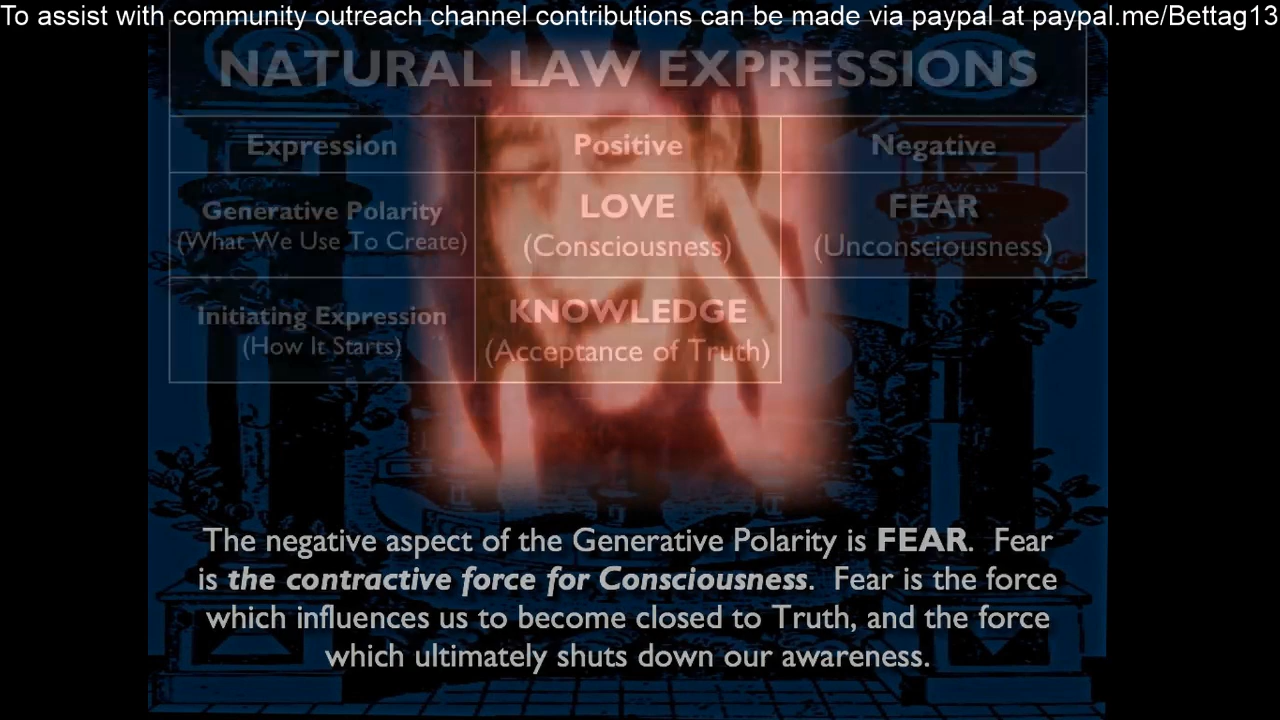 To assist with community outreach channel contributions can be made via paypal at paypal.me/Bettag13
NATURAL LAW EXPRESSIONS
Expression Positive Negative
Generative Polarity
(What We Use To Create)
LOVE
(Consciousness)
FEAR
(Unconsciousness)
Initiating Expression
(How It Starts)
KNOWLEDGE
(Acceptance of Truth)
The negative aspect of the Generative Polarity is FEAR. Fear
is the contractive force for Consciousness. Fear is the force
which influences us to become closed to Truth, and the force
which ultimately shuts down our awareness.